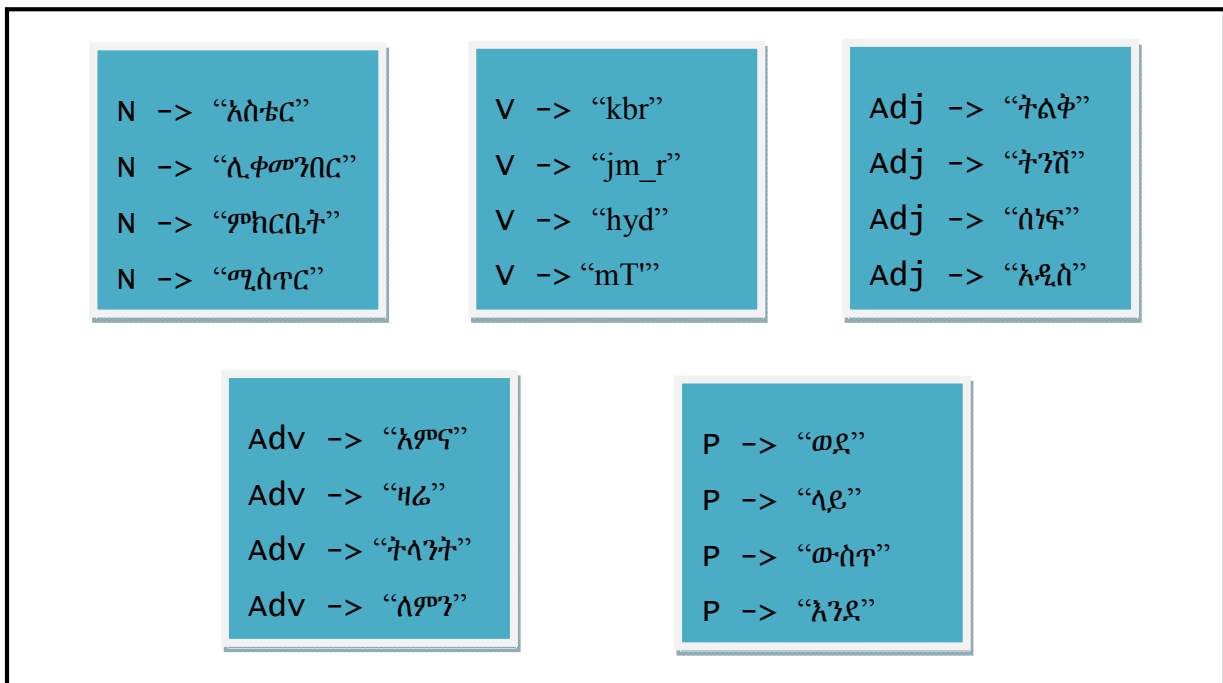 N -> “አስቴር”
N -> “ሊቀመንበር”
N -> “ምክርቤት”
N -> “ሚስጥር”
V -> “kbr”
V -> “jm_r”
V -> “hyd”
V -> “mT'”
Adj -> “ትልቅ”
Adj -> “ትንሽ”
Adj -> “ሰነፍ”
Adj -> “አዲስ”
Adv -> “አምና”
Adv -> “ዛሬ”
Adv -> “ትላንት”
Adv -> “ለምን”
P -> “ወደ”
P -> “ላይ”
P -> “ውስጥ”
P -> “እንደ”